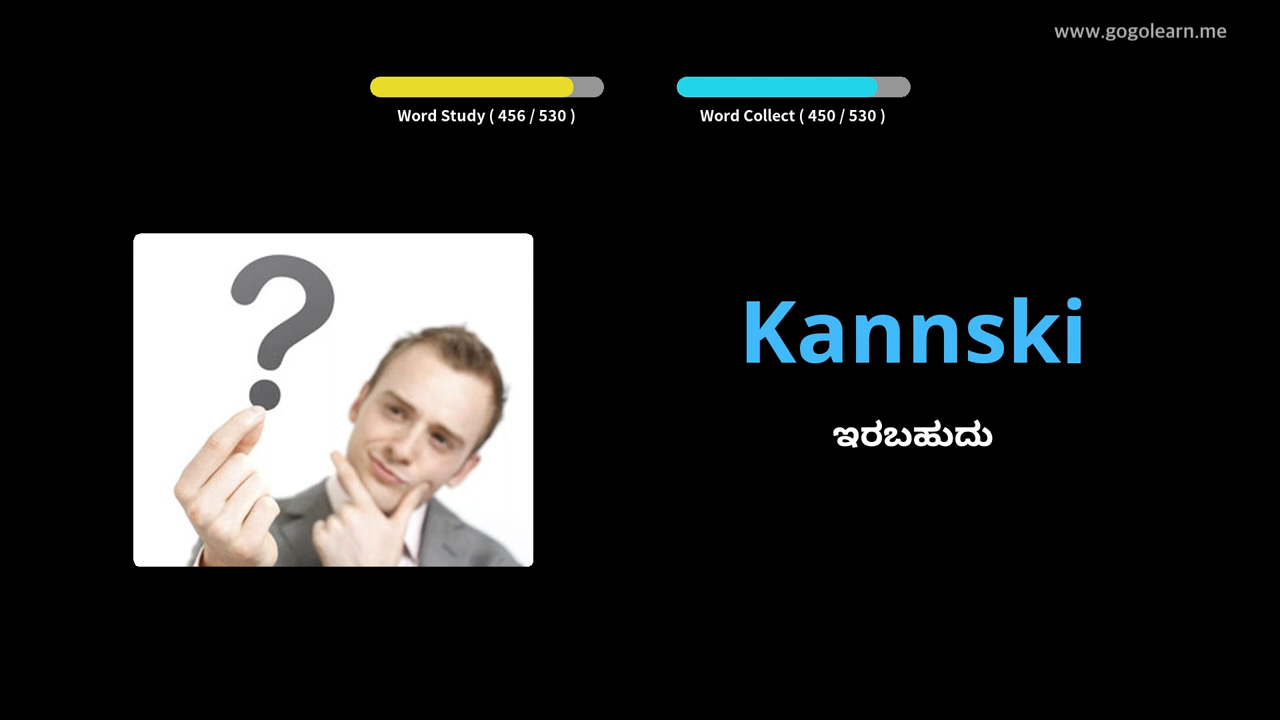 www.gogolearn.me
Word Study ( 456 / 530 )
Word Collect ( 450 / 530 )
?
Kannski
ಇರಬಹುದು